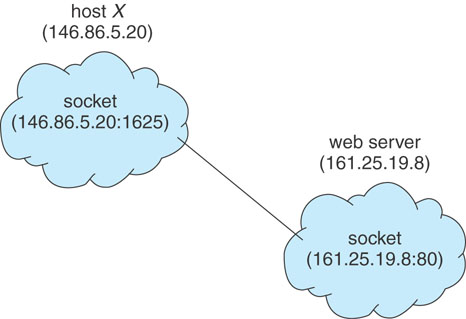 host X
(146.86.5.20)
socket
(146.86.5.20:1625)
web server
(161.25.19.8)
socket
(161.25.19.8:80)